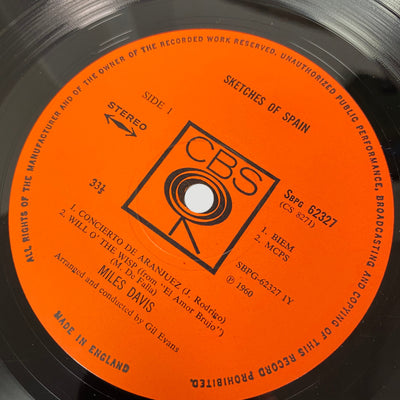 ALL RIGHTS OF THE MANUFACTURER AND OF THE OWNER OF THE RECORDED WORK RESERVED. UNAUTHORIZED PUBLIC PERFORMANCE, BROADCASTING AND COPYING OF THIS RECORD PROHIBITED.
SKETCHES OF SPAIN
STEREO
SIDE 1
CBS
SBPG 62327
(CS 8271)
33⅓
1. BIEM
2. MCPS
SBPG-62327 1Y
℗ 1960
1. CONCIERTO DE ARANJUEZ (J. Rodrigo)
2. WILL O' THE WISP (from "El Amor Brujo")
(M. De Falla)
MILES DAVIS
Arranged and conducted by Gil Evans
MADE IN ENGLAND